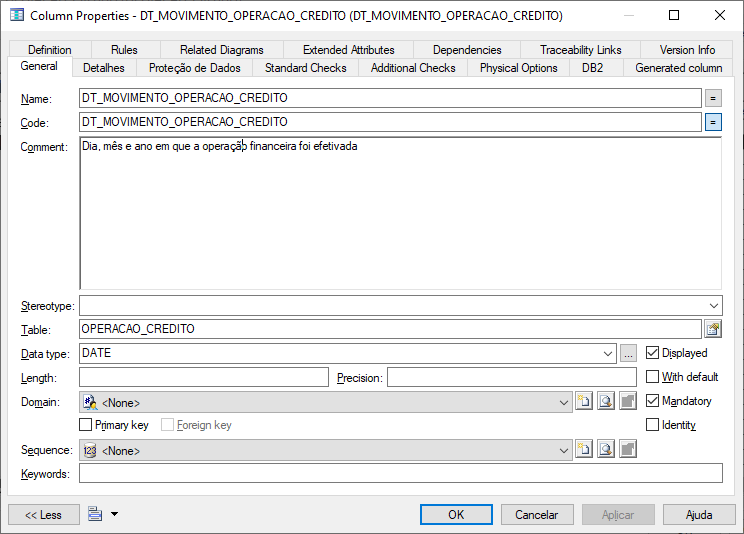 Column Properties - DT_MOVIMENTO_OPERACAO_CREDITO (DT_MOVIMENTO_OPERACAO_CREDITO)
Definition Rules Related Diagrams Extended Attributes Dependencies Traceability Links Version Info
General Detalhes Proteção de Dados Standard Checks Additional Checks Physical Options DB2 Generated column
Name: DT_MOVIMENTO_OPERACAO_CREDITO =
Code: DT_MOVIMENTO_OPERACAO_CREDITO =
Comment: Dia, mês e ano em que a operação financeira foi efetivada
Stereotype:
Table: OPERACAO_CREDITO
Data type: DATE ... Displayed
Length: Precision: With default
Domain: <None> Mandatory
Primary key Foreign key Identity
Sequence: 123 <None>
Keywords:
<< Less OK Cancelar Aplicar Ajuda